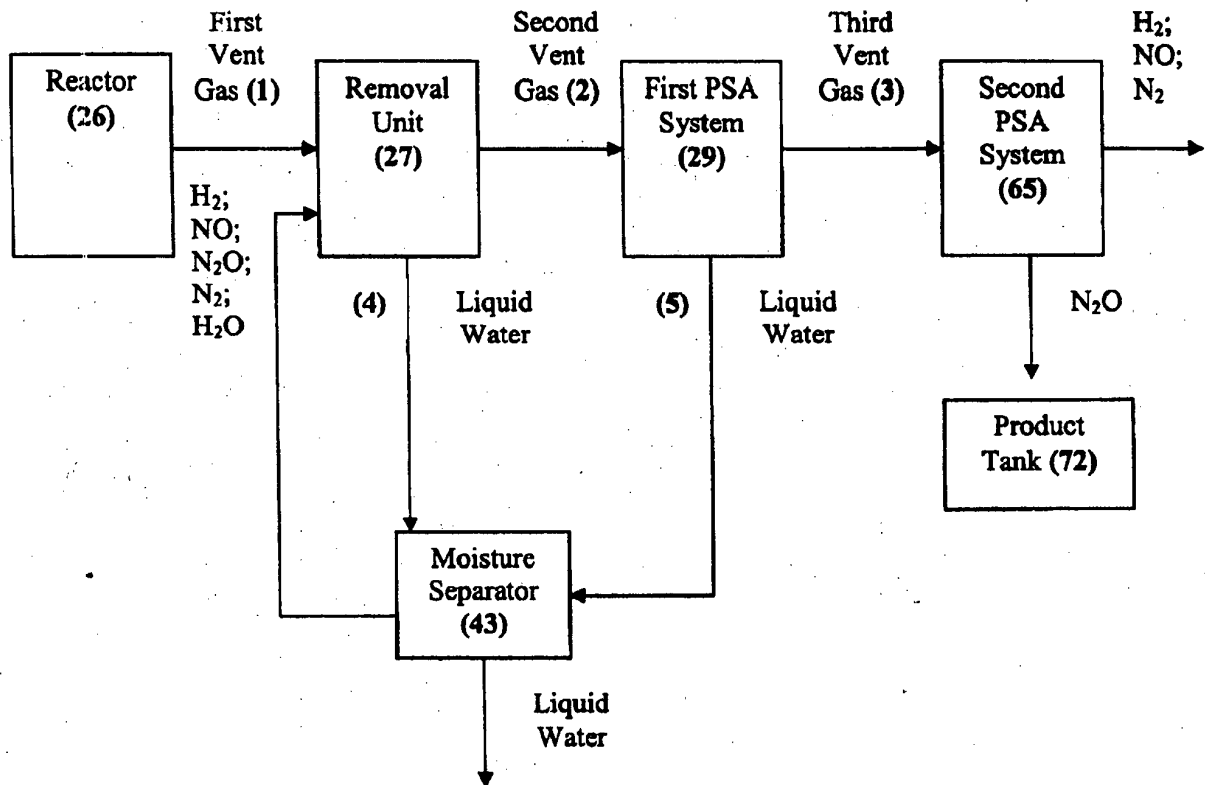 First
Vent
Gas (1)
Second
Vent
Gas (2)
Third
Vent
Gas (3)
H₂;
NO;
N₂
Reactor
(26)
Removal
Unit
(27)
First PSA
System
(29)
Second
PSA
System
(65)
H₂;
NO;
N₂O;
N₂;
H₂O
(4)
Liquid
Water
(5)
Liquid
Water
N₂O
Product
Tank (72)
Moisture
Separator
(43)
Liquid
Water